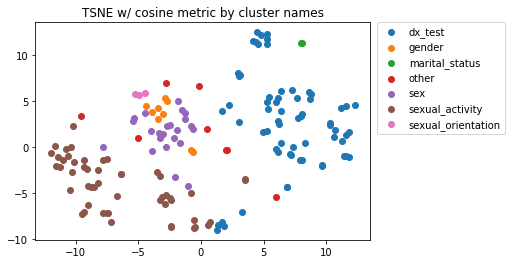 TSNE w/ cosine metric by cluster names
10
5
0
−5
−10
−10
−5
0
5
10
dx_test
gender
marital_status
other
sex
sexual_activity
sexual_orientation